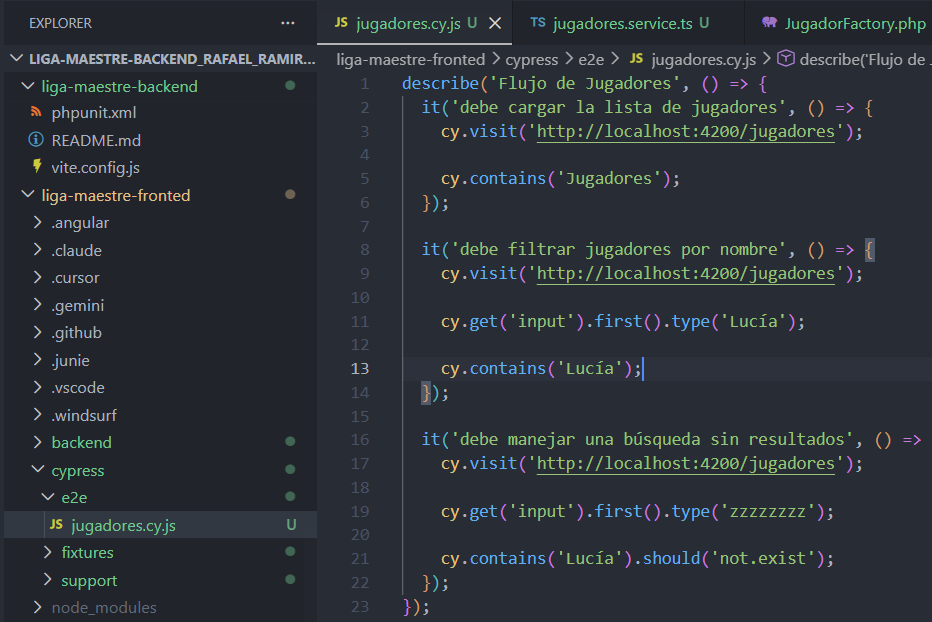 EXPLORER
LIGA-MAESTRE-BACKEND_RAFAEL_RAMIR...
liga-maestre-backend
phpunit.xml
README.md
vite.config.js
liga-maestre-fronted
.angular
.claude
.cursor
.gemini
.github
.junie
.vscode
.windsurf
backend
cypress
e2e
JS jugadores.cy.js U
fixtures
support
node_modules
JS jugadores.cy.js U
TS jugadores.service.ts U
JugadorFactory.php
liga-maestre-fronted > cypress > e2e > JS jugadores.cy.js > describe('Flujo de
1 describe('Flujo de Jugadores', () => {
2 it('debe cargar la lista de jugadores', () => {
3 cy.visit('http://localhost:4200/jugadores');
4
5 cy.contains('Jugadores');
6 });
7
8 it('debe filtrar jugadores por nombre', () => {
9 cy.visit('http://localhost:4200/jugadores');
10
11 cy.get('input').first().type('Lucía');
12
13 cy.contains('Lucía');
14 });
15
16 it('debe manejar una búsqueda sin resultados', () =>
17 cy.visit('http://localhost:4200/jugadores');
18
19 cy.get('input').first().type('zzzzzzzz');
20
21 cy.contains('Lucía').should('not.exist');
22 });
23 });